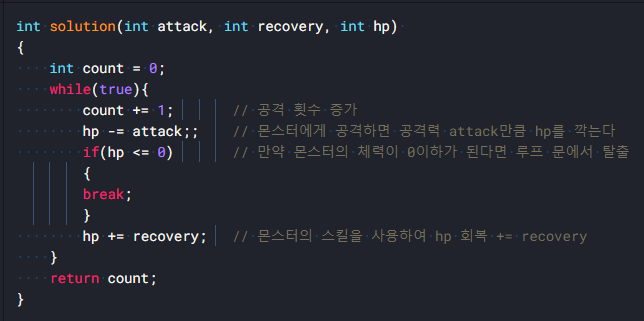 int solution(int attack, int recovery, int hp)
{
int count = 0;
while(true){
count += 1; // 공격 횟수 증가
hp -= attack;; // 몬스터에게 공격하면 공격력 attack만큼 hp를 깍는다
if(hp <= 0) // 만약 몬스터의 체력이 0이하가 된다면 루프 문에서 탈출
{
break;
}
hp += recovery; // 몬스터의 스킬을 사용하여 hp 회복 += recovery
}
return count;
}